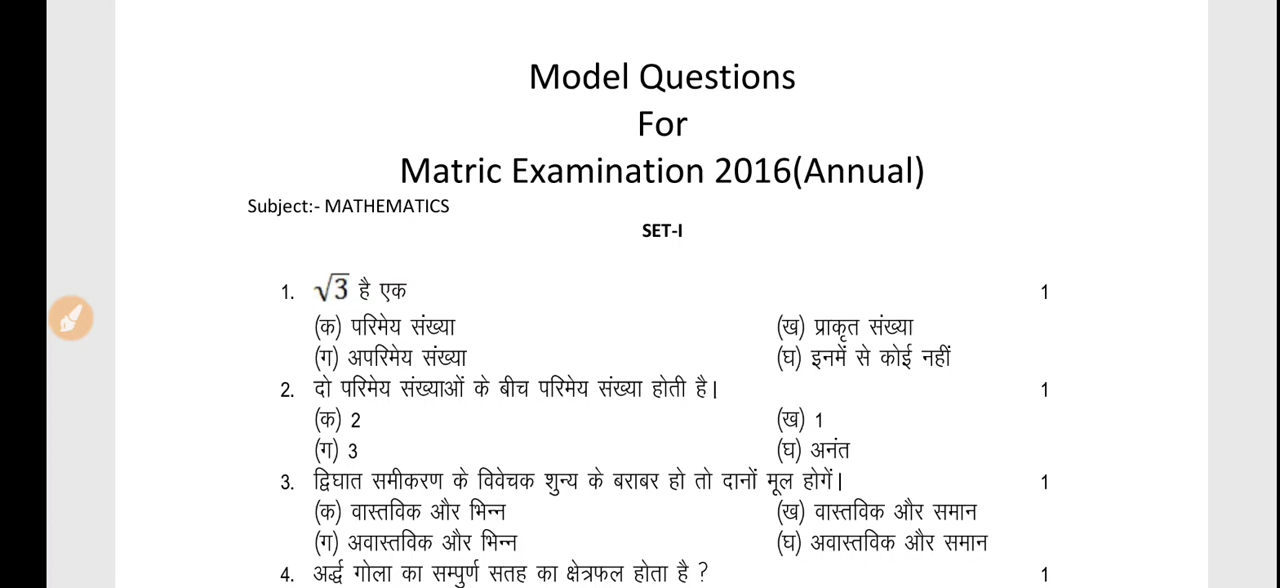 Model Questions
For
Matric Examination 2016(Annual)
Subject:- MATHEMATICS
SET-I
1. √3 है एक 1
(क) परिमेय संख्या (ख) प्राकृत संख्या
(ग) अपरिमेय संख्या (घ) इनमें से कोई नहीं
2. दो परिमेय संख्याओं के बीच परिमेय संख्या होती है। 1
(क) 2 (ख) 1
(ग) 3 (घ) अनंत
3. द्विघात समीकरण के विवेचक शुन्य के बराबर हो तो दानों मूल होगें। 1
(क) वास्तविक और भिन्न (ख) वास्तविक और समान
(ग) अवास्तविक और भिन्न (घ) अवास्तविक और समान
4. अर्द्ध गोला का सम्पुर्ण सतह का क्षेत्रफल होता है ? 1